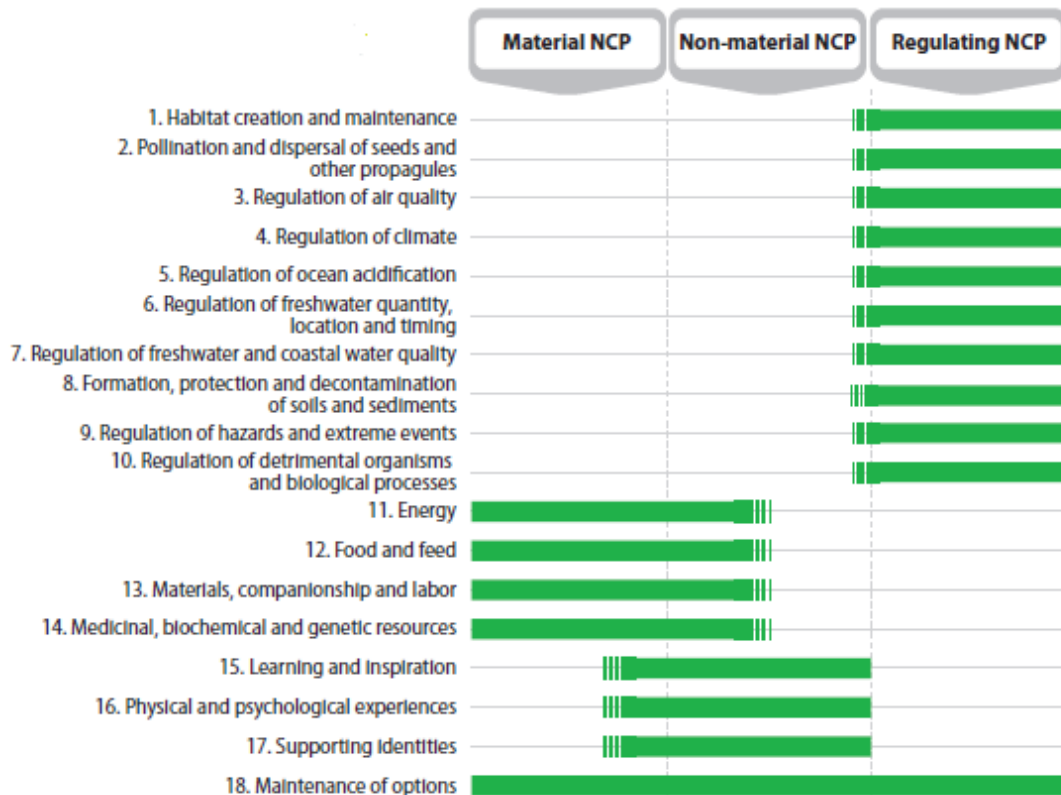 Material NCP Non-material NCP Regulating NCP
1. Habitat creation and maintenance
2. Pollination and dispersal of seeds and
other propagules
3. Regulation of air quality
4. Regulation of climate
5. Regulation of ocean acidification
6. Regulation of freshwater quantity,
location and timing
7. Regulation of freshwater and coastal water quality
8. Formation, protection and decontamination
of soils and sediments
9. Regulation of hazards and extreme events
10. Regulation of detrimental organisms
and biological processes
11. Energy
12. Food and feed
13. Materials, companionship and labor
14. Medicinal, biochemical and genetic resources
15. Learning and inspiration
16. Physical and psychological experiences
17. Supporting identities
18. Maintenance of options